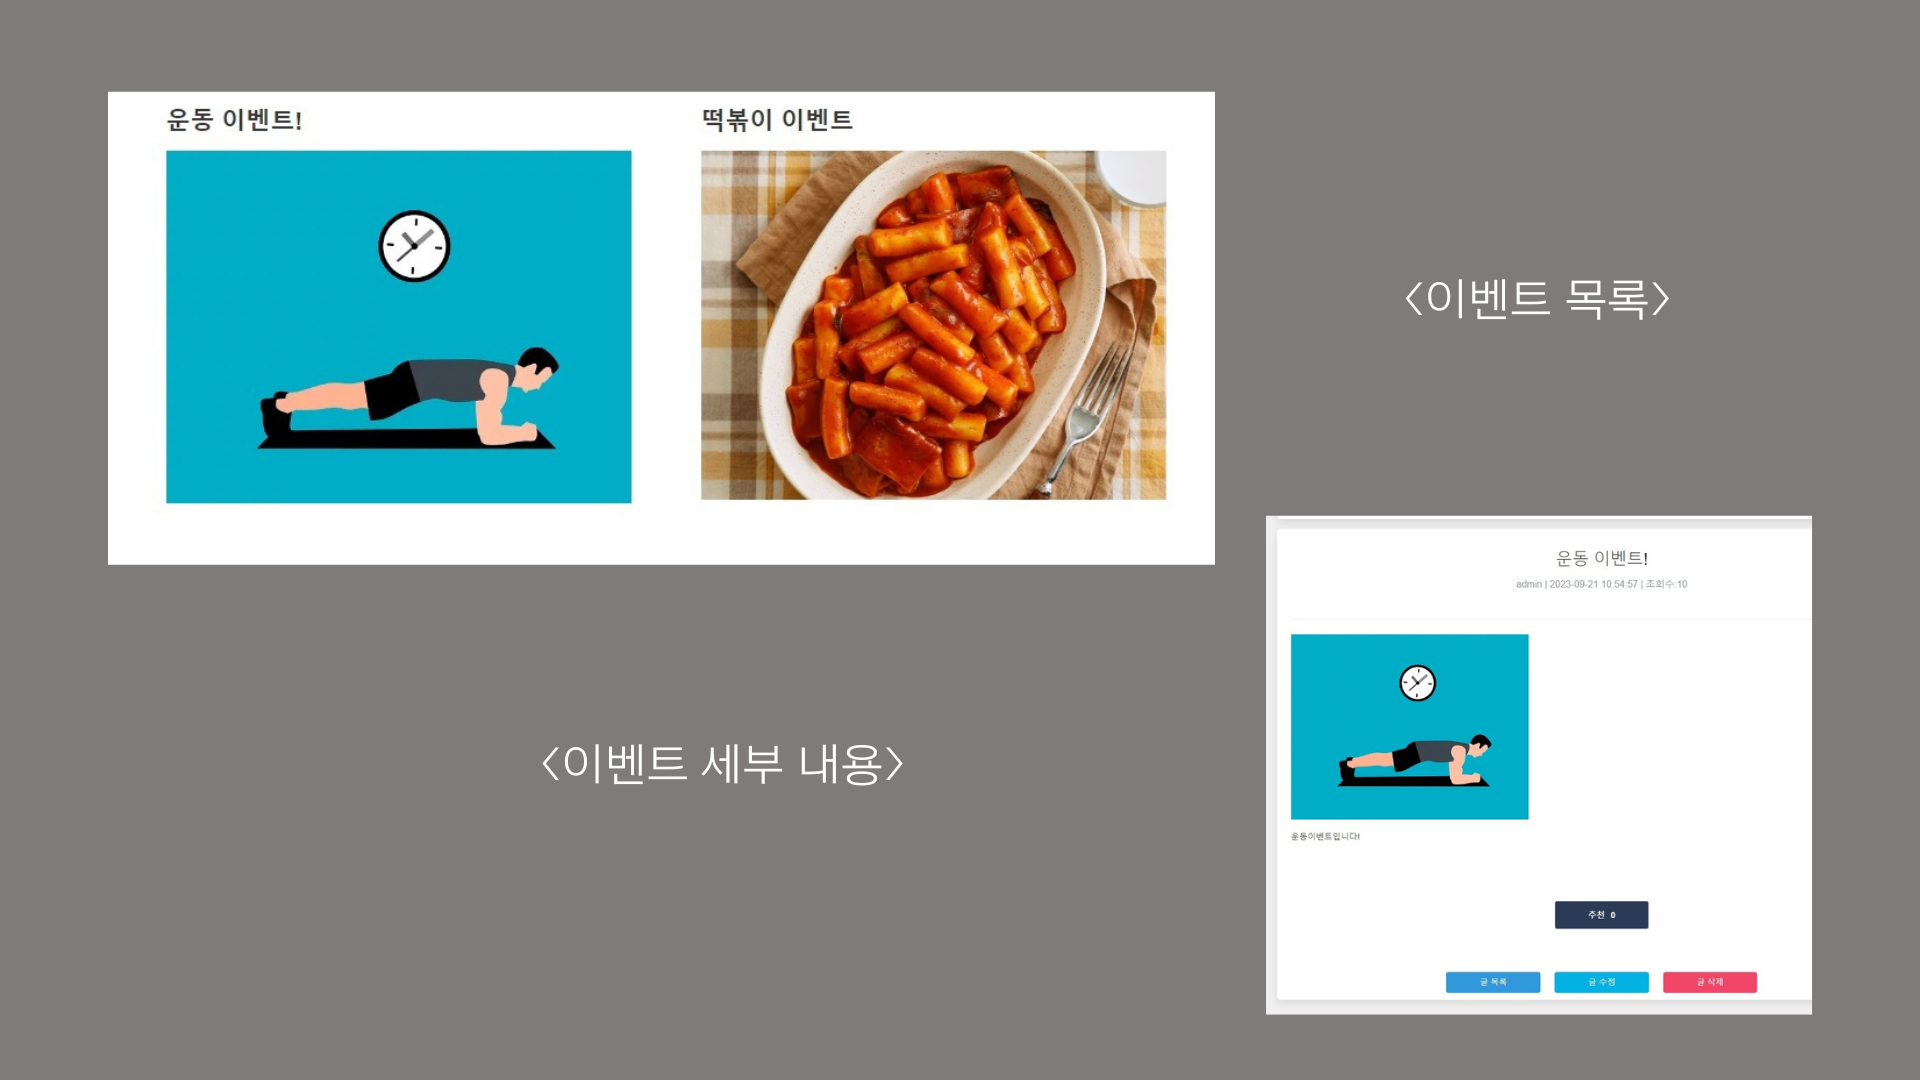 운동 이벤트!
떡볶이 이벤트
<이벤트 목록>
<이벤트 세부 내용>
운동 이벤트!
admin | 2023-09-21 10:54:57 | 조회수:10
운동이벤트입니다!
추천 0
글 목록
글 수정
글 삭제